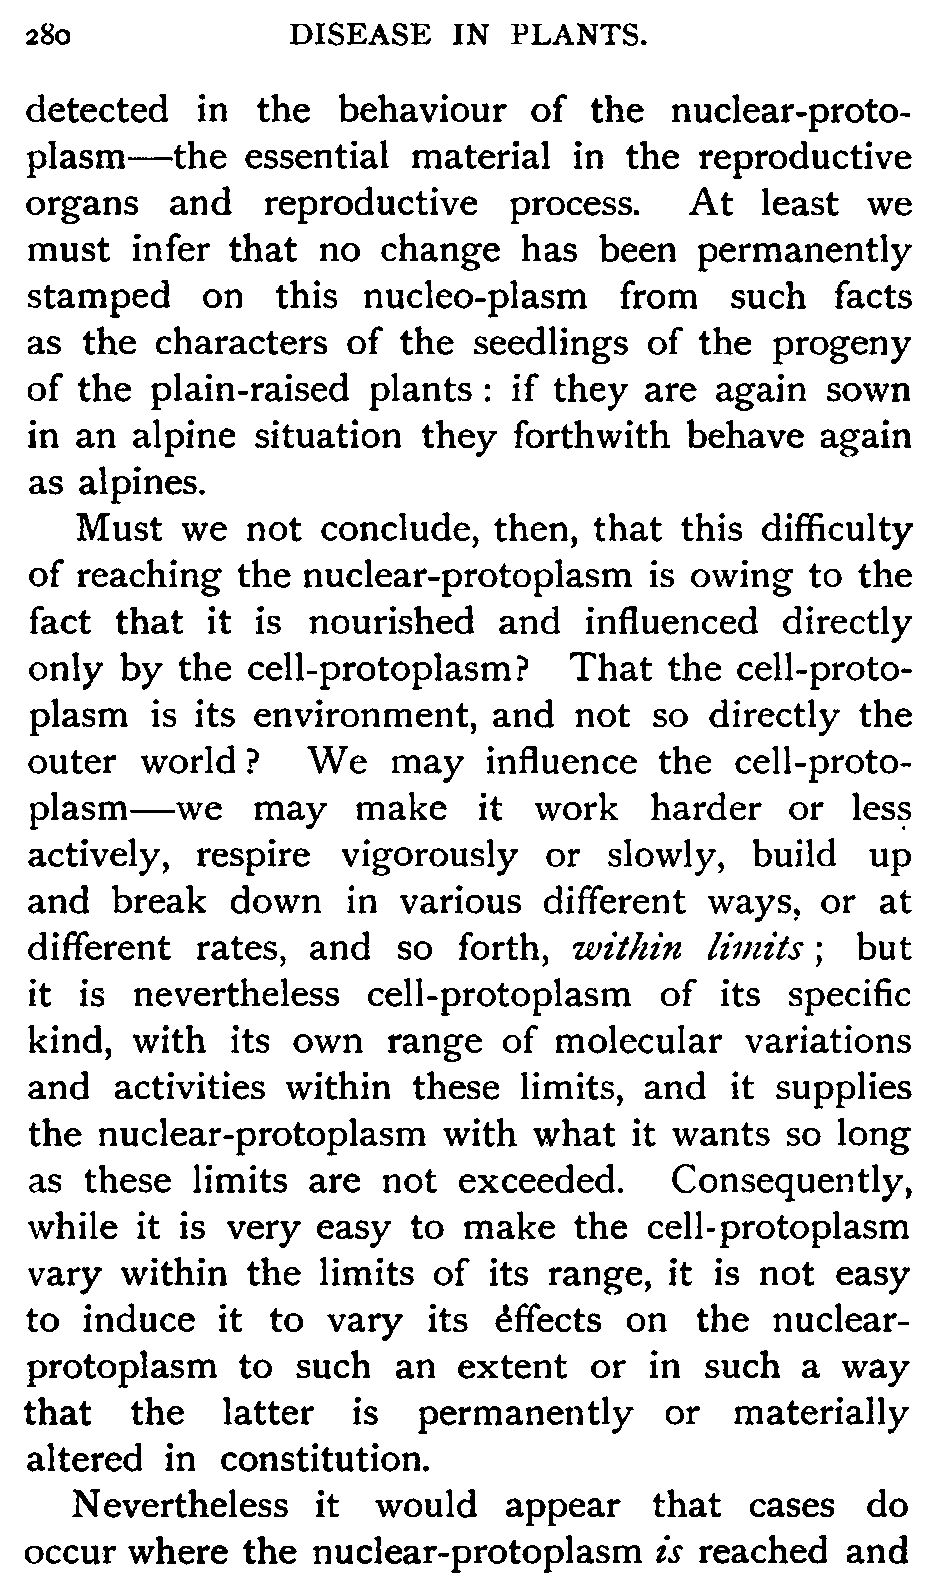 280 DISEASE IN PLANTS.
detected in the behaviour of the nuclear-proto-
plasm—the essential material in the reproductive
organs and reproductive process. At least we
must infer that no change has been permanently
stamped on this nucleo-plasm from such facts
as the characters of the seedlings of the progeny
of the plain-raised plants : if they are again sown
in an alpine situation they forthwith behave again
as alpines.
Must we not conclude, then, that this difficulty
of reaching the nuclear-protoplasm is owing to the
fact that it is nourished and influenced directly
only by the cell-protoplasm? That the cell-proto-
plasm is its environment, and not so directly the
outer world ? We may influence the cell-proto-
plasm—we may make it work harder or less
actively, respire vigorously or slowly, build up
and break down in various different ways, or at
different rates, and so forth, within limits ; but
it is nevertheless cell-protoplasm of its specific
kind, with its own range of molecular variations
and activities within these limits, and it supplies
the nuclear-protoplasm with what it wants so long
as these limits are not exceeded. Consequently,
while it is very easy to make the cell-protoplasm
vary within the limits of its range, it is not easy
to induce it to vary its effects on the nuclear-
protoplasm to such an extent or in such a way
that the latter is permanently or materially
altered in constitution.
Nevertheless it would appear that cases do
occur where the nuclear-protoplasm is reached and